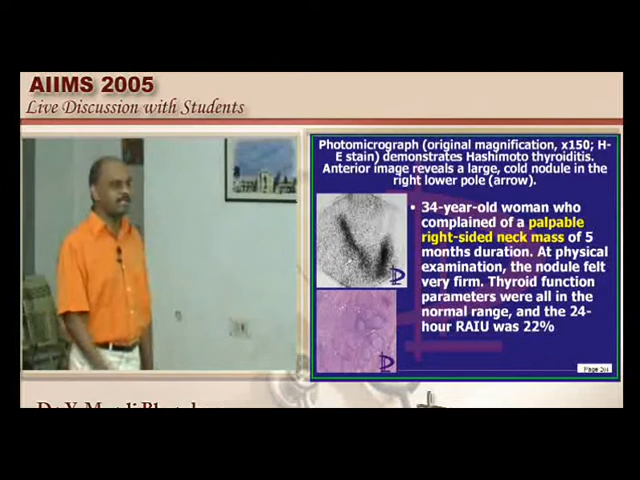 AIIMS 2005
Live Discussion with Students
Photomicrograph (original magnification, x150; H-
E stain) demonstrates Hashimoto thyroiditis.
Anterior image reveals a large, cold nodule in the
right lower pole (arrow).
• 34-year-old woman who
complained of a palpable
right-sided neck mass of 5
months duration. At physical
examination, the nodule felt
very firm. Thyroid function
parameters were all in the
normal range, and the 24-
hour RAIU was 22%
Page